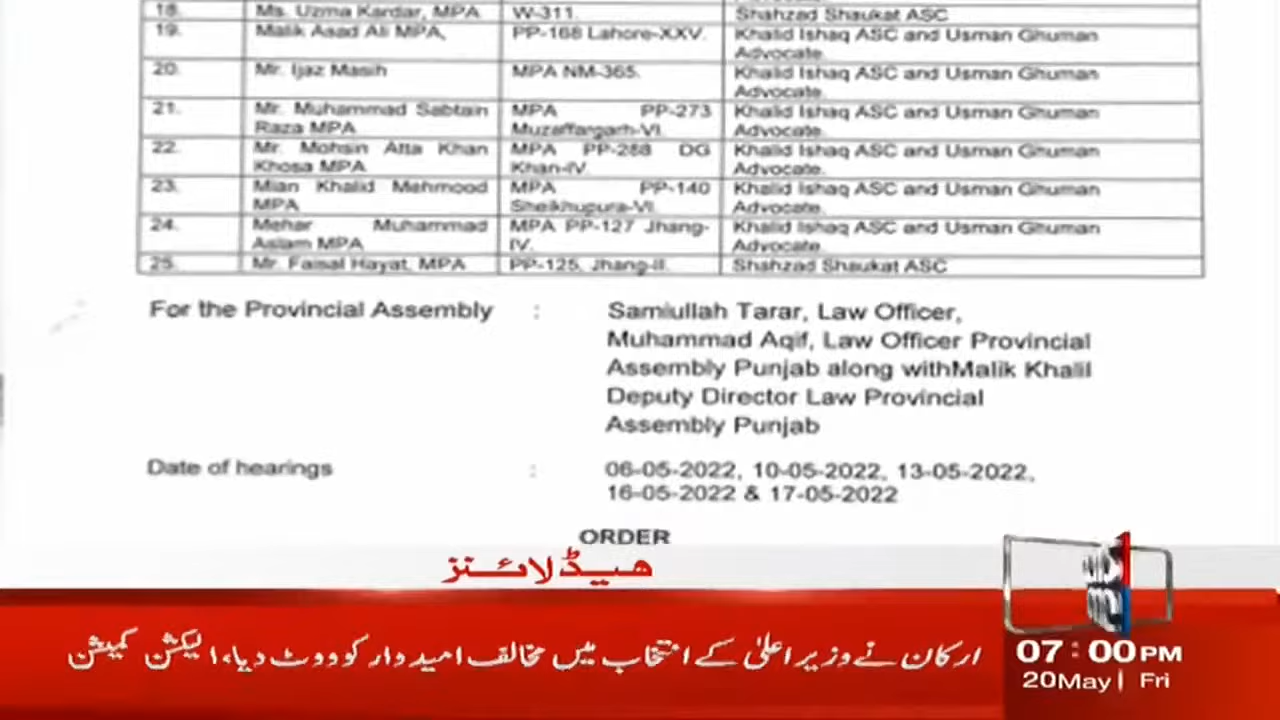 18. Ms. Uzma Kardar, MPA W-311. Shahzad Shaukat ASC
19. Malik Asad Ali MPA, PP-168 Lahore-XXV. Khalid Ishaq ASC and Usman Ghuman
Advocate.
20. Mr. Ijaz Masih MPA NM-365. Khalid Ishaq ASC and Usman Ghuman
Advocate.
21. Mr. Muhammad Sabtain MPA PP-273 Khalid Ishaq ASC and Usman Ghuman
Raza MPA Muzaffargarh-VI. Advocate.
22. Mr. Mohsin Atta Khan MPA PP-288 DG Khalid Ishaq ASC and Usman Ghuman
Khosa MPA Khan-IV. Advocate.
23. Mian Khalid Mehmood MPA PP-140 Khalid Ishaq ASC and Usman Ghuman
MPA Sheikhupura-VI. Advocate.
24. Mehar Muhammad MPA PP-127 Jhang- Khalid Ishaq ASC and Usman Ghuman
Aslam MPA IV. Advocate.
25. Mr. Faisal Hayat, MPA PP-125, Jhang-II. Shahzad Shaukat ASC
For the Provincial Assembly : Samiullah Tarar, Law Officer,
Muhammad Aqif, Law Officer Provincial
Assembly Punjab along withMalik Khalil
Deputy Director Law Provincial
Assembly Punjab
Date of hearings : 06-05-2022, 10-05-2022, 13-05-2022,
16-05-2022 & 17-05-2022
ORDER
ہیڈلائنز
ارکان نے وزیراعلیٰ کے انتخاب میں مخالف امیدوار کو ووٹ دیا، الیکشن کمیشن
07:00PM
20May Fri